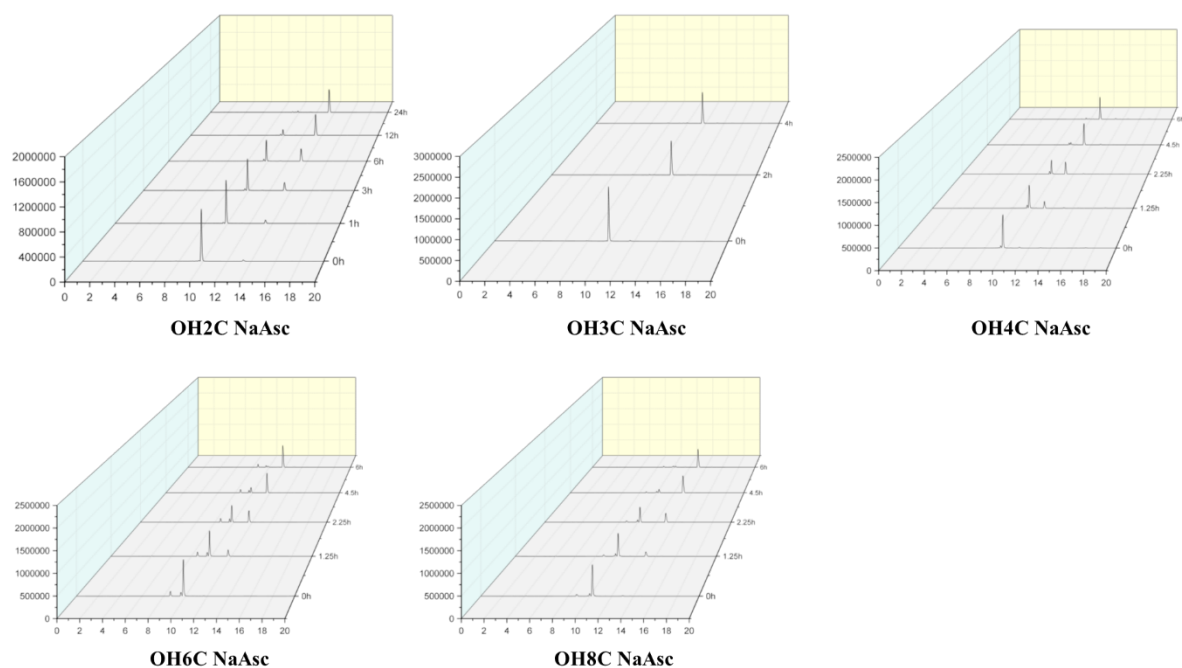 2000000
1600000
1200000
800000
400000
0
0 2 4 6 8 10 12 14 16 18 20
24h
12h
6h
3h
1h
0h
OH2C NaAsc
3000000
2500000
2000000
1500000
1000000
500000
0
0 2 4 6 8 10 12 14 16 18 20
4h
2h
0h
OH3C NaAsc
2500000
2000000
1500000
1000000
500000
0
0 2 4 6 8 10 12 14 16 18 20
4.5h
2.25h
1.25h
0h
OH4C NaAsc
2500000
2000000
1500000
1000000
500000
0
0 2 4 6 8 10 12 14 16 18 20
6h
4.5h
2.25h
1.25h
0h
OH6C NaAsc
2500000
2000000
1500000
1000000
500000
0
0 2 4 6 8 10 12 14 16 18 20
6h
4.5h
2.25h
1.25h
0h
OH8C NaAsc